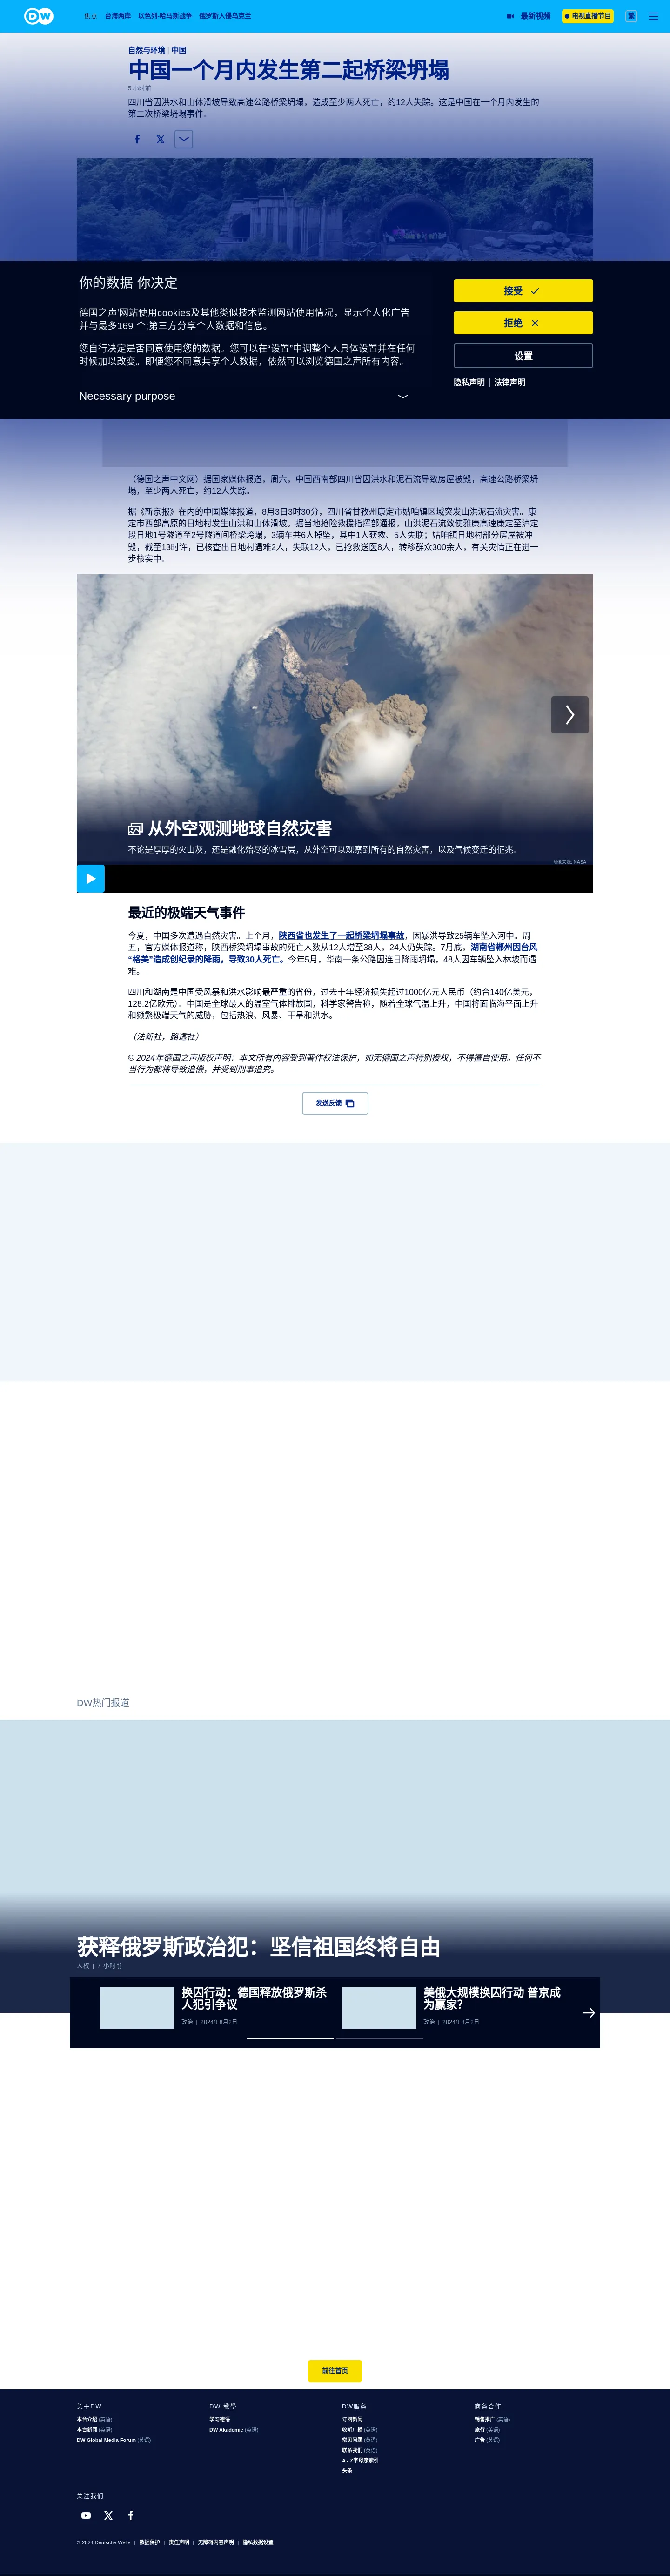 DW
焦点 台海两岸 以色列-哈马斯战争 俄罗斯入侵乌克兰 最新视频 电视直播节目 繁
自然与环境 | 中国
中国一个月内发生第二起桥梁坍塌
5 小时前
四川省因洪水和山体滑坡导致高速公路桥梁坍塌，造成至少两人死亡，约12人失踪。这是中国在一个月内发生的
第二次桥梁坍塌事件。
你的数据 你决定
德国之声‘网站使用cookies及其他类似技术监测网站使用情况，显示个人化广告
并与最多169 个;第三方分享个人数据和信息。
您自行决定是否同意使用您的数据。您可以在“设置”中调整个人具体设置并在任何
时候加以改变。即便您不同意共享个人数据，依然可以浏览德国之声所有内容。
Necessary purpose
接受
拒绝
设置
隐私声明 | 法律声明
（德国之声中文网）据国家媒体报道，周六，中国西南部四川省因洪水和泥石流导致房屋被毁，高速公路桥梁坍
塌，至少两人死亡，约12人失踪。
据《新京报》在内的中国媒体报道，8月3日3时30分，四川省甘孜州康定市姑咱镇区域突发山洪泥石流灾害。康
定市西部高原的日地村发生山洪和山体滑坡。据当地抢险救援指挥部通报，山洪泥石流致使雅康高速康定至泸定
段日地1号隧道至2号隧道间桥梁垮塌，3辆车共6人掉坠，其中1人获救、5人失联；姑咱镇日地村部分房屋被冲
毁，截至13时许，已核查出日地村遇难2人，失联12人，已抢救送医8人，转移群众300余人，有关灾情正在进一
步核实中。
从外空观测地球自然灾害
不论是厚厚的火山灰，还是融化殆尽的冰雪层，从外空可以观察到所有的自然灾害，以及气候变迁的征兆。
图像来源: NASA
最近的极端天气事件
今夏，中国多次遭遇自然灾害。上个月，陕西省也发生了一起桥梁坍塌事故，因暴洪导致25辆车坠入河中。周
五，官方媒体报道称，陕西桥梁坍塌事故的死亡人数从12人增至38人，24人仍失踪。7月底，湖南省郴州因台风
“格美”造成创纪录的降雨，导致30人死亡。今年5月，华南一条公路因连日降雨坍塌，48人因车辆坠入林坡而遇
难。
四川和湖南是中国受风暴和洪水影响最严重的省份，过去十年经济损失超过1000亿元人民币（约合140亿美元，
128.2亿欧元）。中国是全球最大的温室气体排放国，科学家警告称，随着全球气温上升，中国将面临海平面上升
和频繁极端天气的威胁，包括热浪、风暴、干旱和洪水。
（法新社，路透社）
© 2024年德国之声版权声明：本文所有内容受到著作权法保护，如无德国之声特别授权，不得擅自使用。任何不
当行为都将导致追偿，并受到刑事追究。
发送反馈
DW热门报道
获释俄罗斯政治犯：坚信祖国终将自由
人权 | 7 小时前
换囚行动：德国释放俄罗斯杀
人犯引争议
政治 | 2024年8月2日
美俄大规模换囚行动 普京成
为赢家？
政治 | 2024年8月2日
前往首页
关于DW
本台介绍 (英语)
本台新闻 (英语)
DW Global Media Forum (英语)
DW 教學
学习德语
DW Akademie (英语)
DW服务
订阅新闻
收听广播 (英语)
常见问题 (英语)
联系我们 (英语)
A - Z字母序索引
头条
商务合作
销售推广 (英语)
旅行 (英语)
广告 (英语)
关注我们
© 2024 Deutsche Welle | 数据保护 | 责任声明 | 无障碍内容声明 | 隐私数据设置